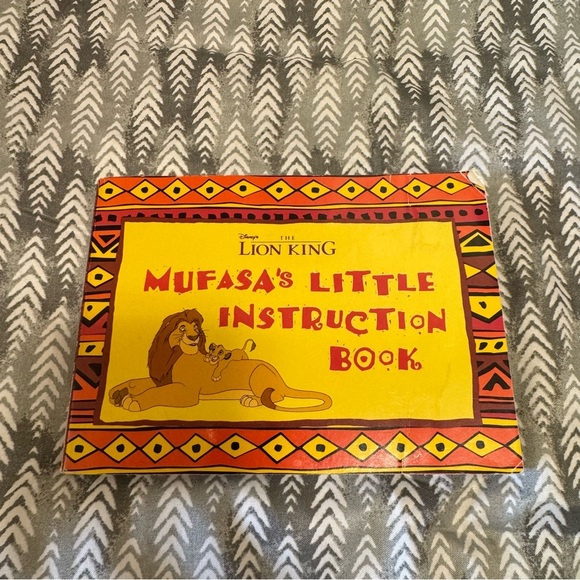 Disney's
THE
LION KING
MUFASA'S LITTLE
INSTRUCTION
BOOK